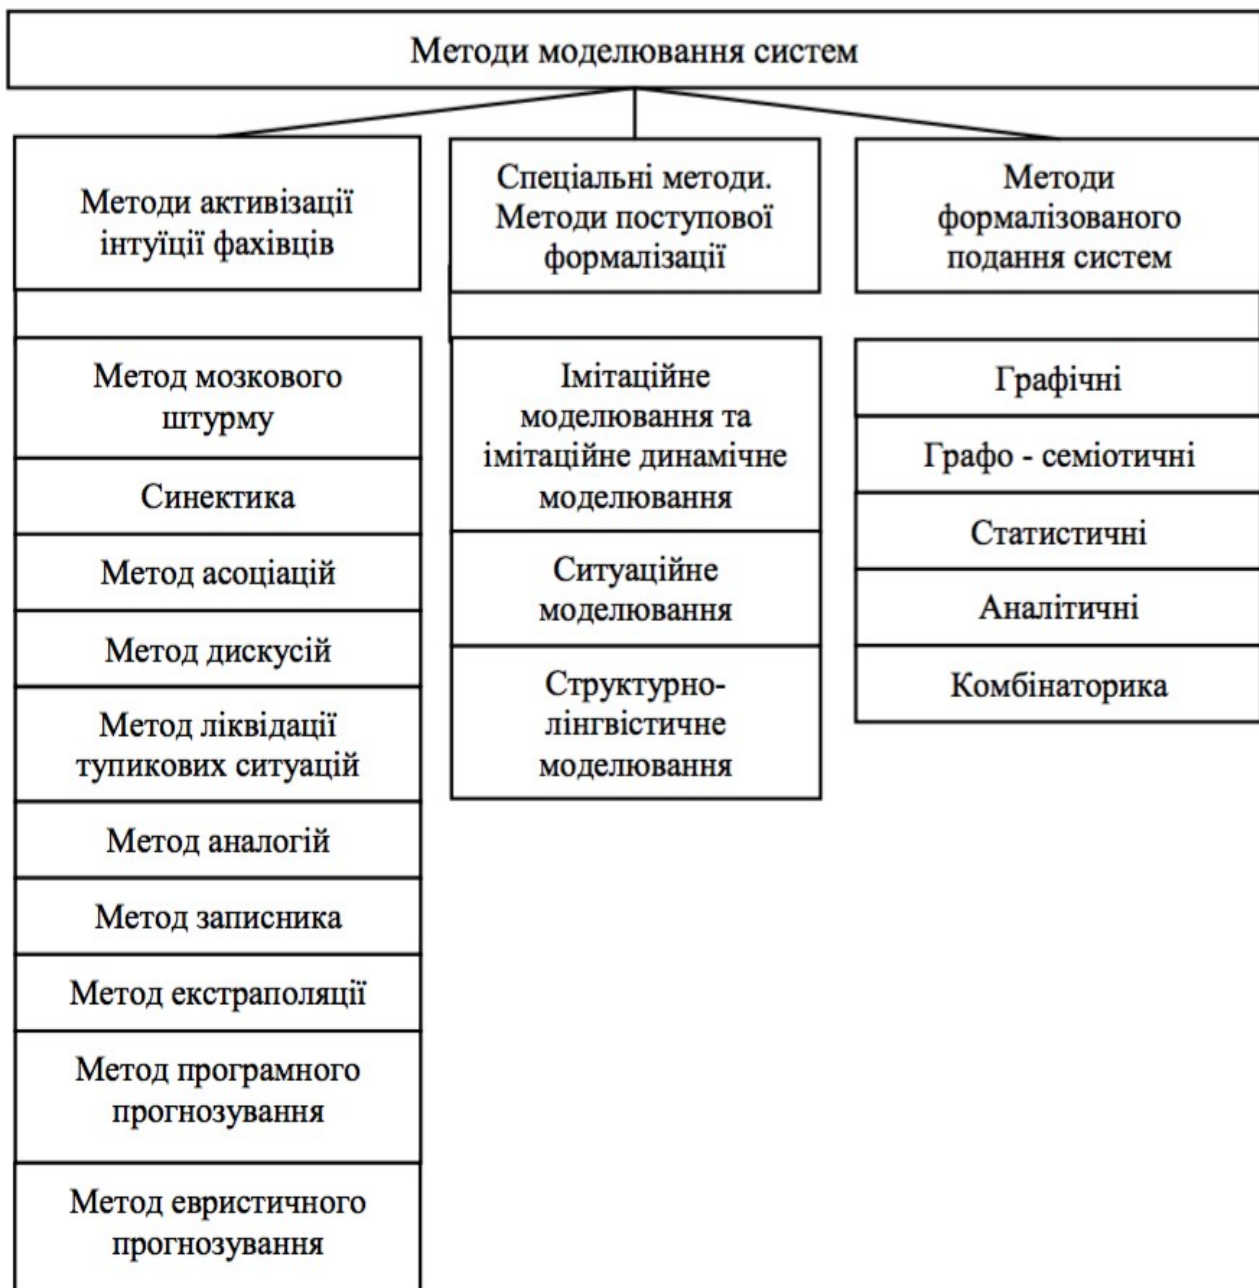 Методи моделювання систем
Методи активізації
інтуїції фахівців
Метод мозкового
штурму
Синектика
Метод асоціацій
Метод дискусій
Метод ліквідації
тупикових ситуацій
Метод аналогій
Метод записника
Метод екстраполяції
Метод програмного
прогнозування
Метод евристичного
прогнозування
Спеціальні методи.
Методи поступової
формалізації
Імітаційне
моделювання та
імітаційне динамічне
моделювання
Ситуаційне
моделювання
Структурно-
лінгвістичне
моделювання
Методи
формалізованого
подання систем
Графічні
Графо - семіотичні
Статистичні
Аналітичні
Комбінаторика